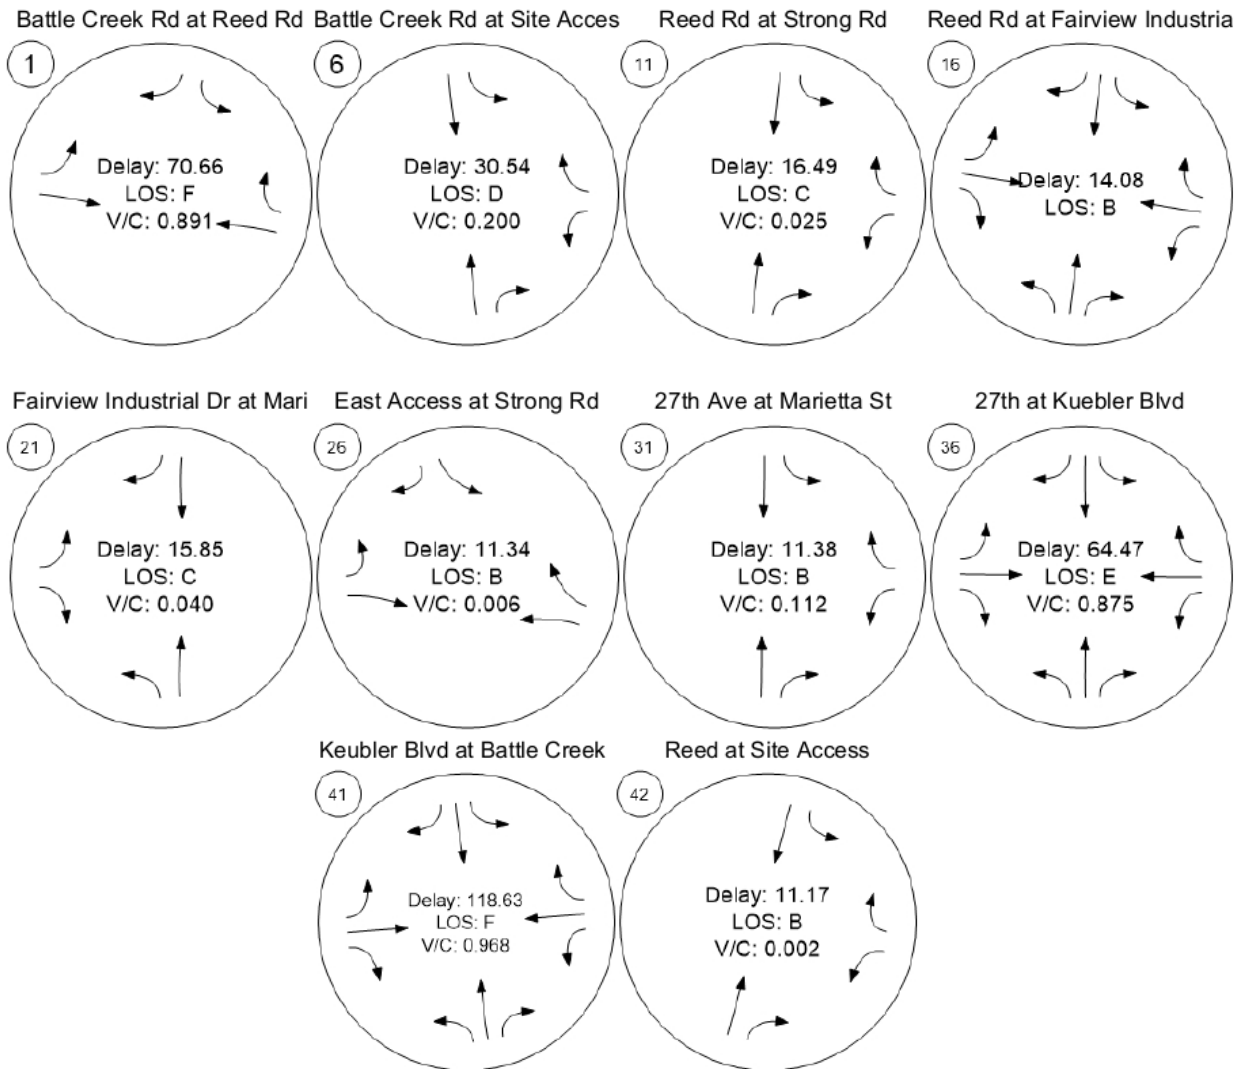 Battle Creek Rd at Reed Rd
1
Delay: 70.66
LOS: F
V/C: 0.891
Battle Creek Rd at Site Acces
6
Delay: 30.54
LOS: D
V/C: 0.200
Reed Rd at Strong Rd
11
Delay: 16.49
LOS: C
V/C: 0.025
Reed Rd at Fairview Industria
16
Delay: 14.08
LOS: B
Fairview Industrial Dr at Mari
21
Delay: 15.85
LOS: C
V/C: 0.040
East Access at Strong Rd
26
Delay: 11.34
LOS: B
V/C: 0.006
27th Ave at Marietta St
31
Delay: 11.38
LOS: B
V/C: 0.112
27th at Kuebler Blvd
36
Delay: 64.47
LOS: E
V/C: 0.875
Keubler Blvd at Battle Creek
41
Delay: 118.63
LOS: F
V/C: 0.968
Reed at Site Access
42
Delay: 11.17
LOS: B
V/C: 0.002